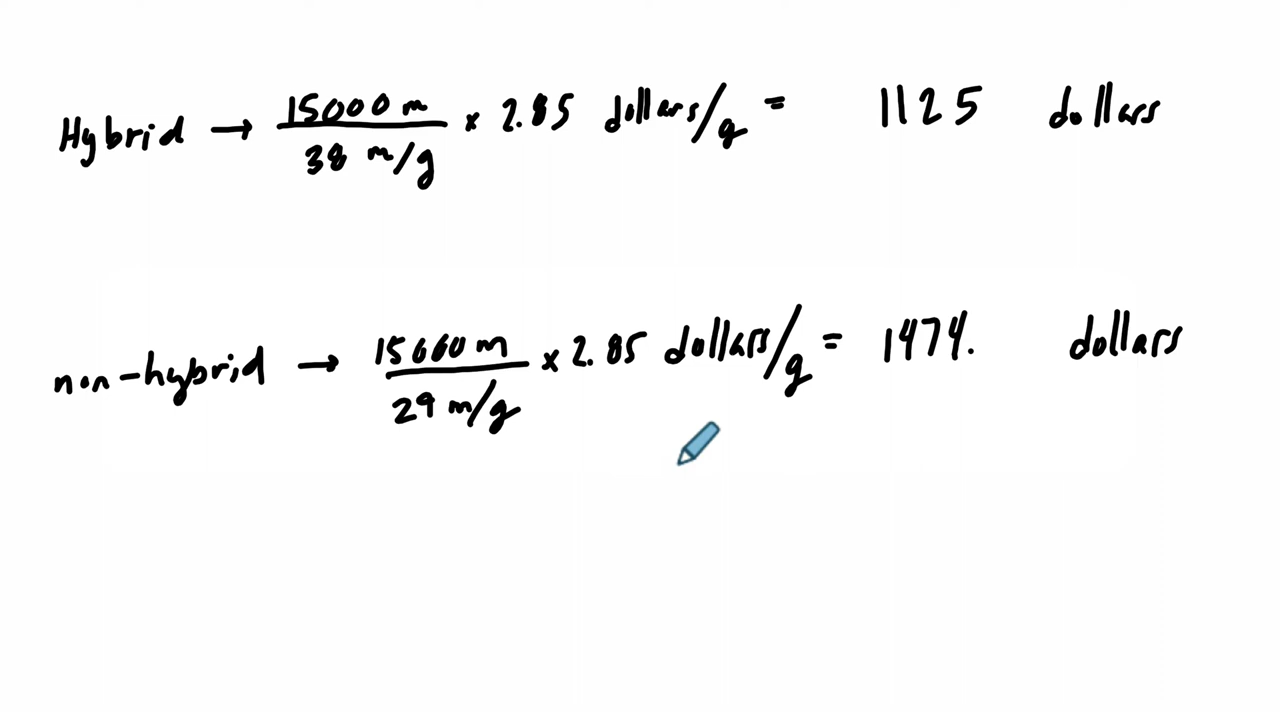 Hybrid → 15000 m / 38 m/g × 2.85 dollars/g = 1125 dollars
non-hybrid → 15000 m / 29 m/g × 2.85 dollars/g = 1474. dollars